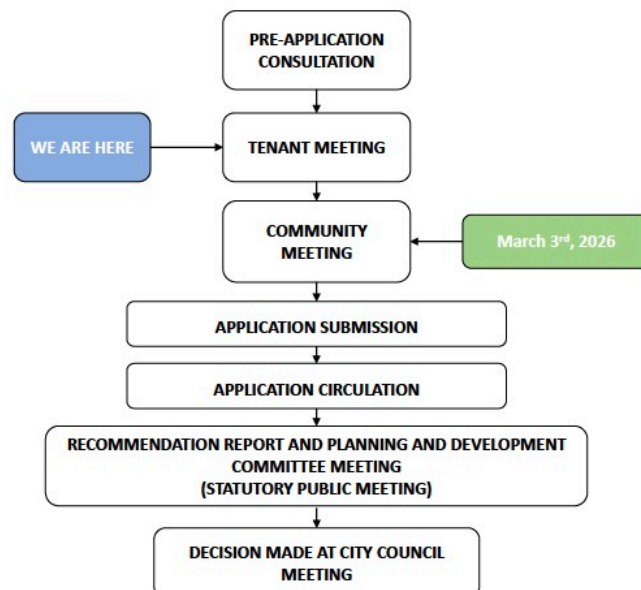 PRE-APPLICATION
CONSULTATION
WE ARE HERE
TENANT MEETING
COMMUNITY
MEETING
March 3rd, 2026
APPLICATION SUBMISSION
APPLICATION CIRCULATION
RECOMMENDATION REPORT AND PLANNING AND DEVELOPMENT
COMMITTEE MEETING
(STATUTORY PUBLIC MEETING)
DECISION MADE AT CITY COUNCIL
MEETING